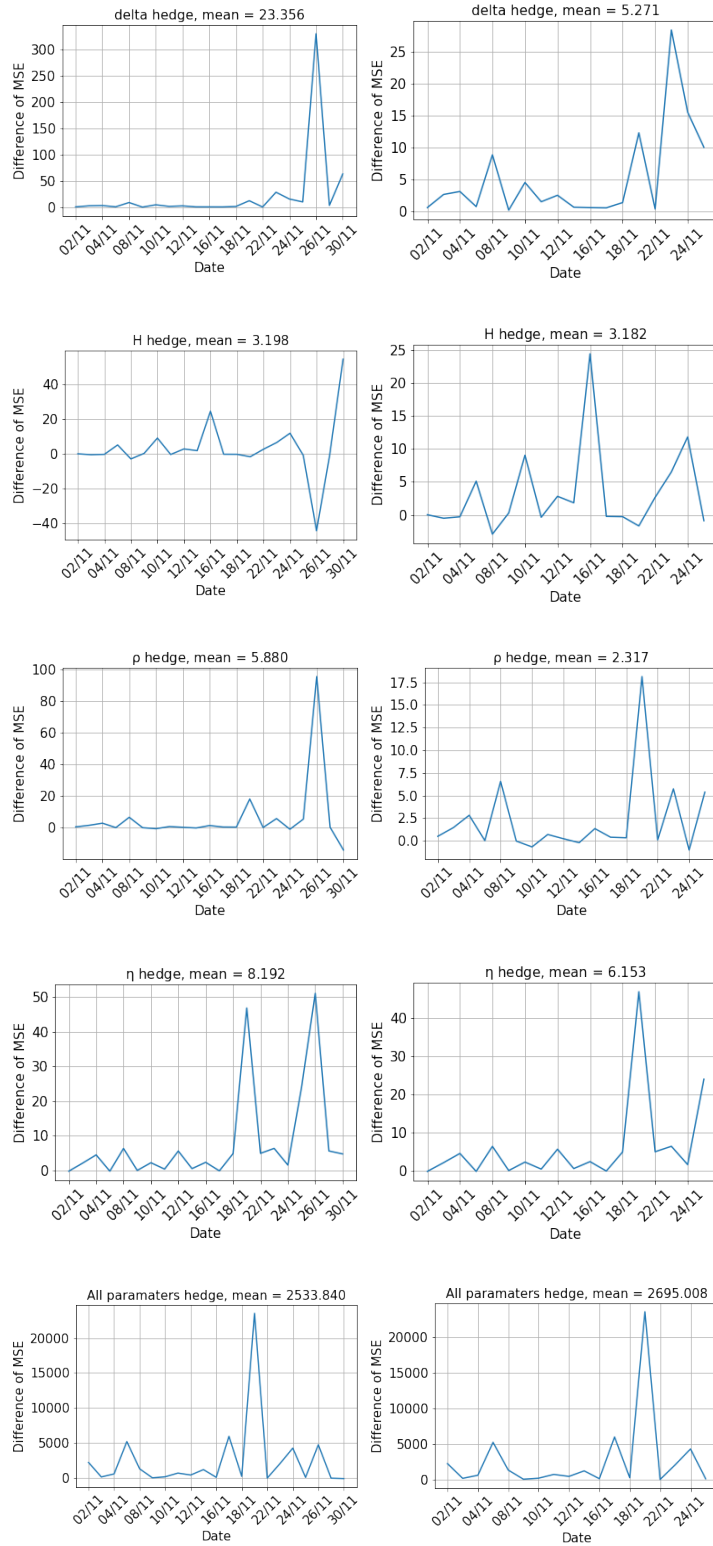 delta hedge, mean = 23.356
Difference of MSE
300
250
200
150
100
50
0
02/11 04/11 08/11 10/11 12/11 16/11 18/11 22/11 24/11 26/11 30/11
Date
delta hedge, mean = 5.271
Difference of MSE
25
20
15
10
5
0
02/11 04/11 08/11 10/11 12/11 16/11 18/11 22/11 24/11
Date
H hedge, mean = 3.198
Difference of MSE
40
20
0
−20
−40
02/11 04/11 08/11 10/11 12/11 16/11 18/11 22/11 24/11 26/11 30/11
Date
H hedge, mean = 3.182
Difference of MSE
25
20
15
10
5
0
02/11 04/11 08/11 10/11 12/11 16/11 18/11 22/11 24/11
Date
ρ hedge, mean = 5.880
Difference of MSE
100
80
60
40
20
0
02/11 04/11 08/11 10/11 12/11 16/11 18/11 22/11 24/11 26/11 30/11
Date
ρ hedge, mean = 2.317
Difference of MSE
17.5
15.0
12.5
10.0
7.5
5.0
2.5
0.0
02/11 04/11 08/11 10/11 12/11 16/11 18/11 22/11 24/11
Date
η hedge, mean = 8.192
Difference of MSE
50
40
30
20
10
0
02/11 04/11 08/11 10/11 12/11 16/11 18/11 22/11 24/11 26/11 30/11
Date
η hedge, mean = 6.153
Difference of MSE
40
30
20
10
0
02/11 04/11 08/11 10/11 12/11 16/11 18/11 22/11 24/11
Date
All paramaters hedge, mean = 2533.840
Difference of MSE
20000
15000
10000
5000
0
02/11 04/11 08/11 10/11 12/11 16/11 18/11 22/11 24/11 26/11 30/11
Date
All paramaters hedge, mean = 2695.008
Difference of MSE
20000
15000
10000
5000
0
02/11 04/11 08/11 10/11 12/11 16/11 18/11 22/11 24/11
Date